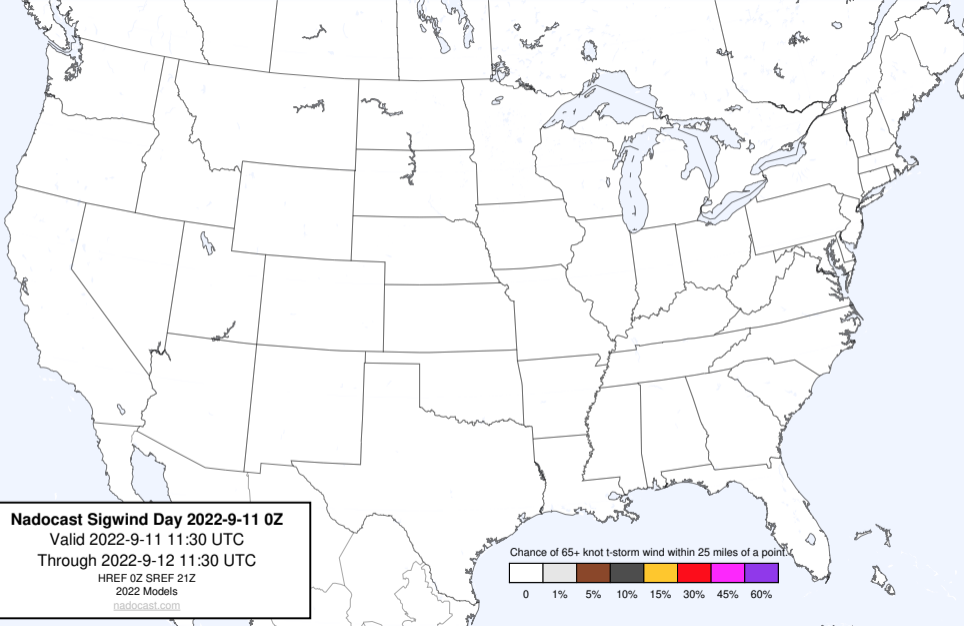 Nadocast Sigwind Day 2022-9-11 0Z
Valid 2022-9-11 11:30 UTC
Through 2022-9-12 11:30 UTC
HREF 0Z SREF 21Z
2022 Models
nadocast.com
Chance of 65+ knot t-storm wind within 25 miles of a point.
0 1% 5% 10% 15% 30% 45% 60%